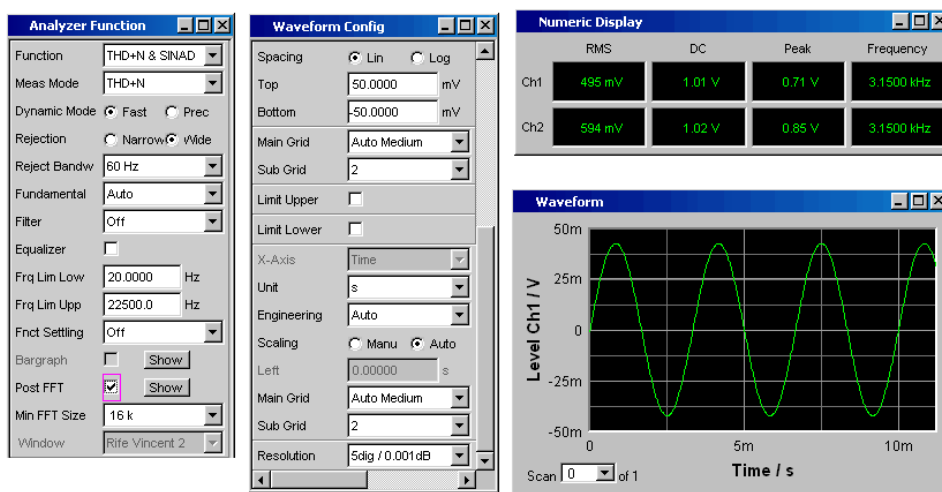 Analyzer Function
Function THD+N & SINAD
Meas Mode THD+N
Dynamic Mode Fast Prec
Rejection Narrow Wide
Reject Bandw 60 Hz
Fundamental Auto
Filter Off
Equalizer
Frq Lim Low 20.0000 Hz
Frq Lim Upp 22500.0 Hz
Fnct Settling Off
Bargraph Show
Post FFT Show
Min FFT Size 16 k
Window Rife Vincent 2
Waveform Config
Spacing Lin Log
Top 50.0000 mV
Bottom -50.0000 mV
Main Grid Auto Medium
Sub Grid 2
Limit Upper
Limit Lower
X-Axis Time
Unit s
Engineering Auto
Scaling Manu Auto
Left 0.00000 s
Main Grid Auto Medium
Sub Grid 2
Resolution 5dig / 0.001dB
Numeric Display
RMS DC Peak Frequency
Ch1 495 mV 1.01 V 0.71 V 3.1500 kHz
Ch2 594 mV 1.02 V 0.85 V 3.1500 kHz
Waveform
Level Ch1 / V
50m
25m
0
-25m
-50m
0 5m 10m
Time / s
Scan 0 of 1